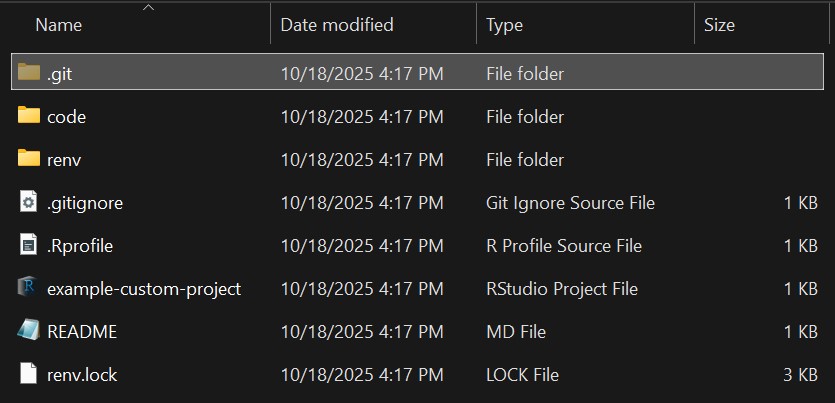 Name Date modified Type Size
.git 10/18/2025 4:17 PM File folder
code 10/18/2025 4:17 PM File folder
renv 10/18/2025 4:17 PM File folder
.gitignore 10/18/2025 4:17 PM Git Ignore Source File 1 KB
.Rprofile 10/18/2025 4:17 PM R Profile Source File 1 KB
example-custom-project 10/18/2025 4:17 PM RStudio Project File 1 KB
README 10/18/2025 4:17 PM MD File 1 KB
renv.lock 10/18/2025 4:17 PM LOCK File 3 KB